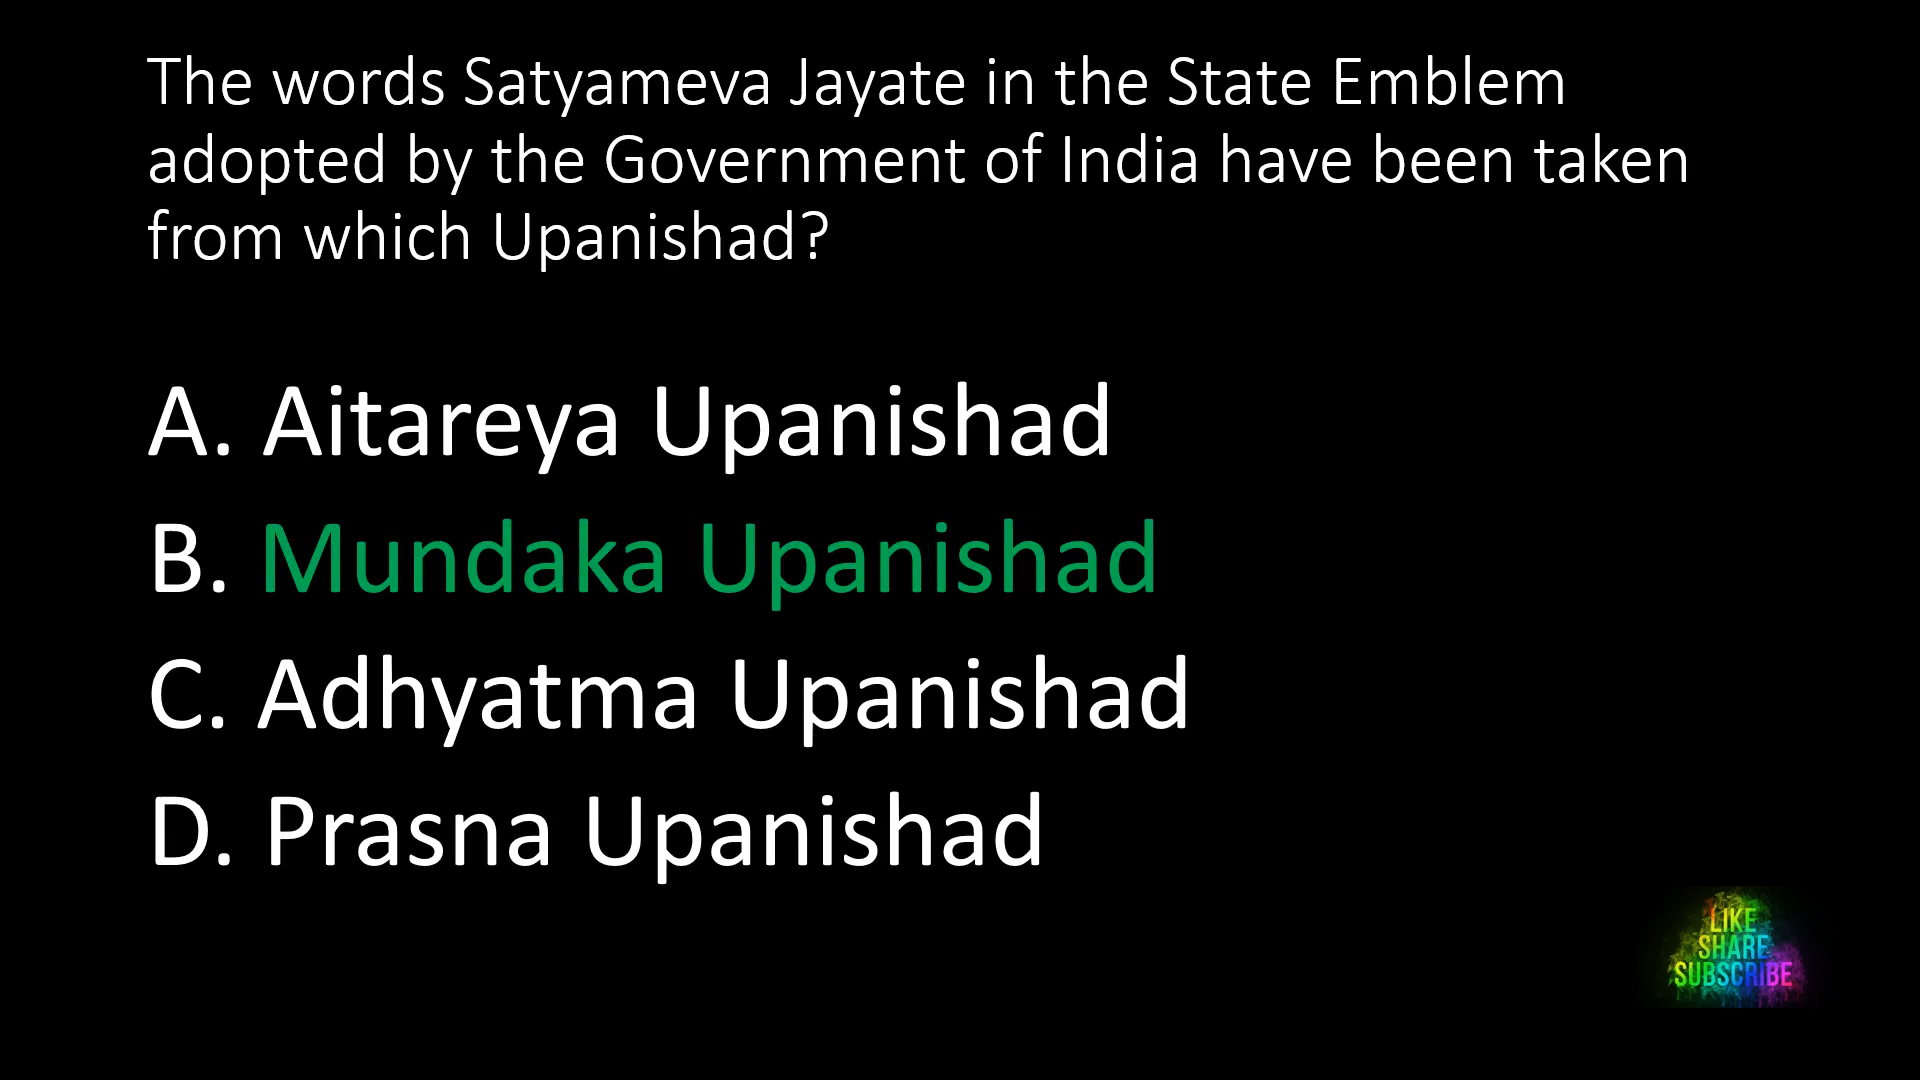 The words Satyameva Jayate in the State Emblem
adopted by the Government of India have been taken
from which Upanishad?
A. Aitareya Upanishad
B. Mundaka Upanishad
C. Adhyatma Upanishad
D. Prasna Upanishad
LIKE
SHARE
SUBSCRIBE